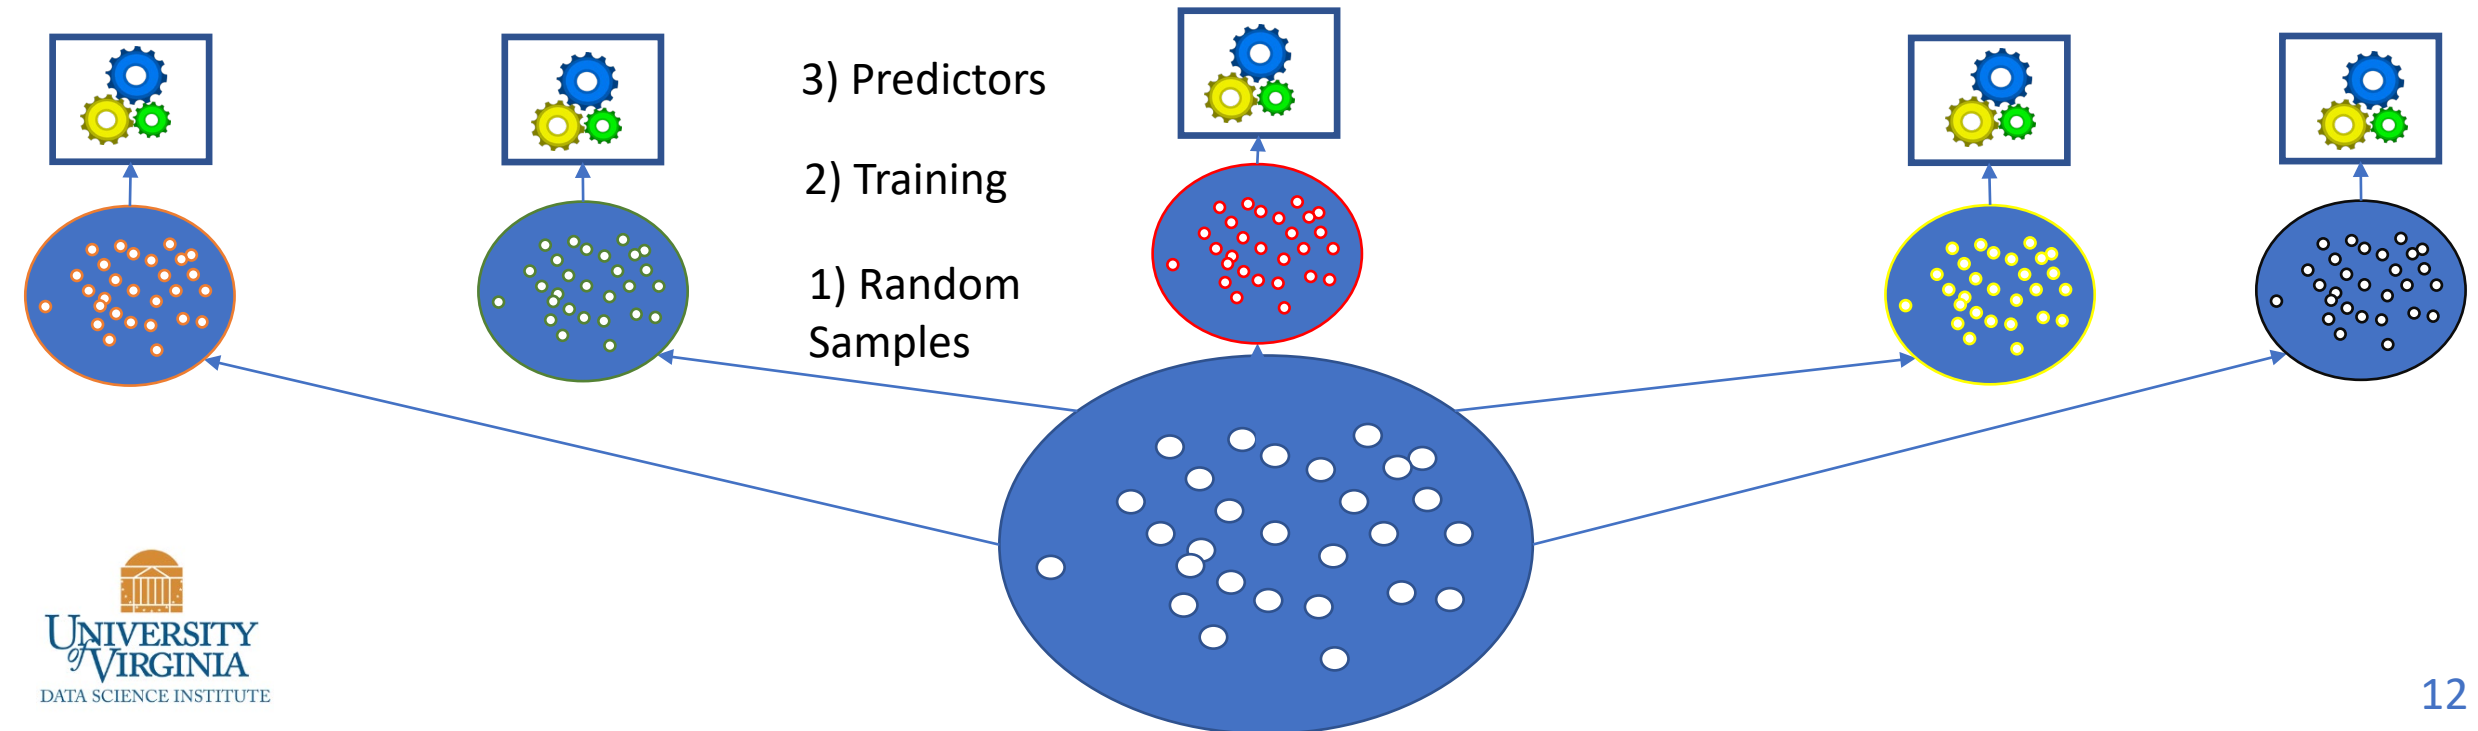 3) Predictors
2) Training
1) Random
Samples
UNIVERSITY
of VIRGINIA
DATA SCIENCE INSTITUTE
12